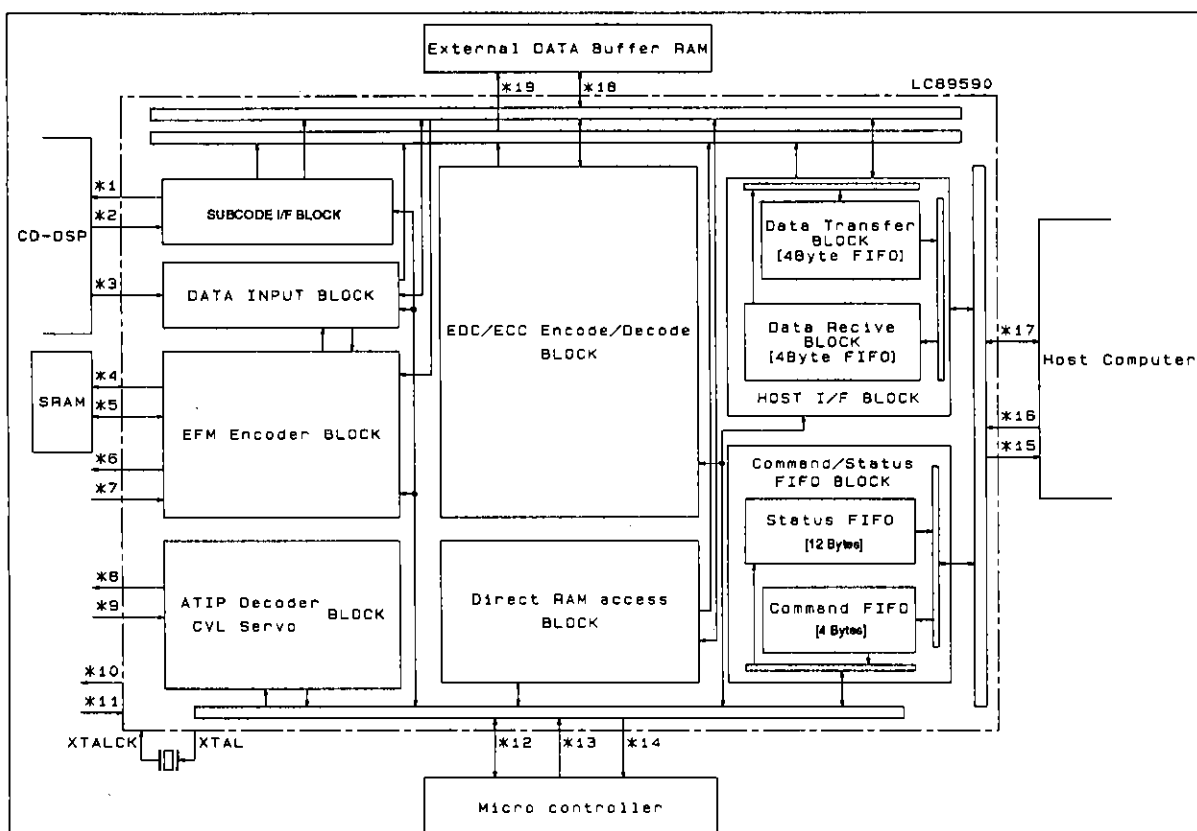 External DATA Buffer RAM
LC89590
*19
*18
CD-DSP
*1
*2
*3
SUBCODE I/F BLOCK
DATA INPUT BLOCK
SRAM
*4
*5
*6
*7
EFM Encoder BLOCK
*8
*9
ATIP Decoder
CVL Servo
BLOCK
*10
*11
XTALCK
XTAL
EDC/ECC Encode/Decode
BLOCK
Direct RAM access
BLOCK
Data Transfer
BLOCK
[4Byte FIFO]
Data Recive
BLOCK
[4Byte FIFO]
HOST I/F BLOCK
Command/Status
FIFO BLOCK
Status FIFO
[12 Bytes]
Command FIFO
[4 Bytes]
*17
*16
*15
Host Computer
*12
*13
*14
Micro controller